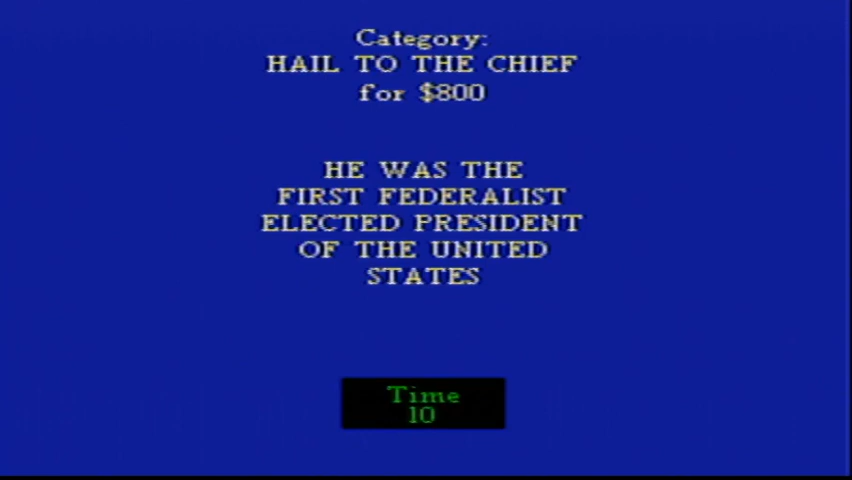 Category:
HAIL TO THE CHIEF
for $800
HE WAS THE
FIRST FEDERALIST
ELECTED PRESIDENT
OF THE UNITED
STATES
Time
10